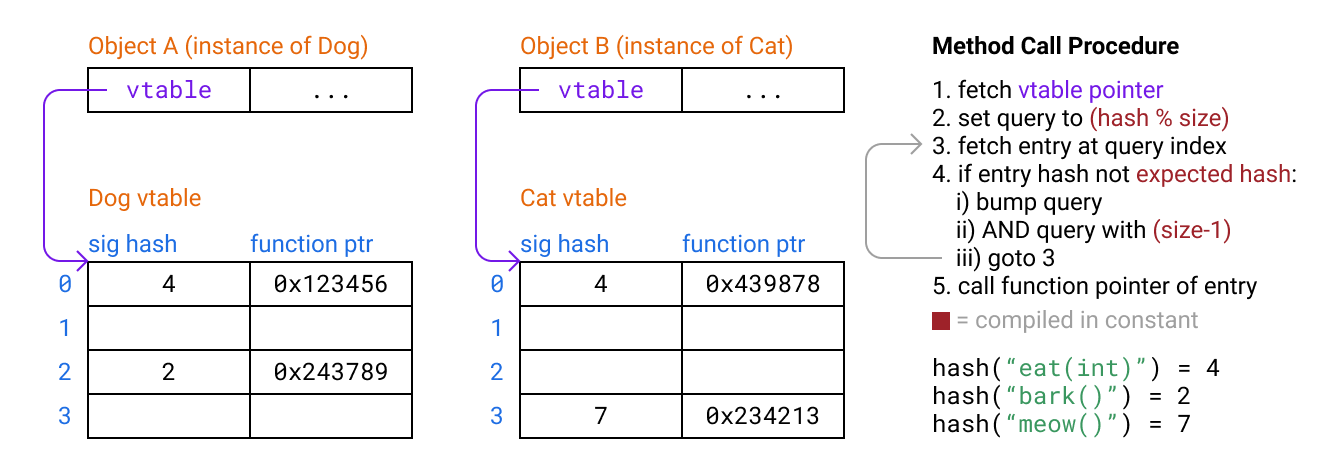 Object A (instance of Dog)
vtable ...
Dog vtable
sig hash function ptr
0 4 0x123456
1
2 2 0x243789
3
Object B (instance of Cat)
vtable ...
Cat vtable
sig hash function ptr
0 4 0x439878
1
2
3 7 0x234213
Method Call Procedure
1. fetch vtable pointer
2. set query to (hash % size)
3. fetch entry at query index
4. if entry hash not expected hash:
i) bump query
ii) AND query with (size-1)
iii) goto 3
5. call function pointer of entry
= compiled in constant
hash(“eat(int)”) = 4
hash(“bark()”) = 2
hash(“meow()”) = 7